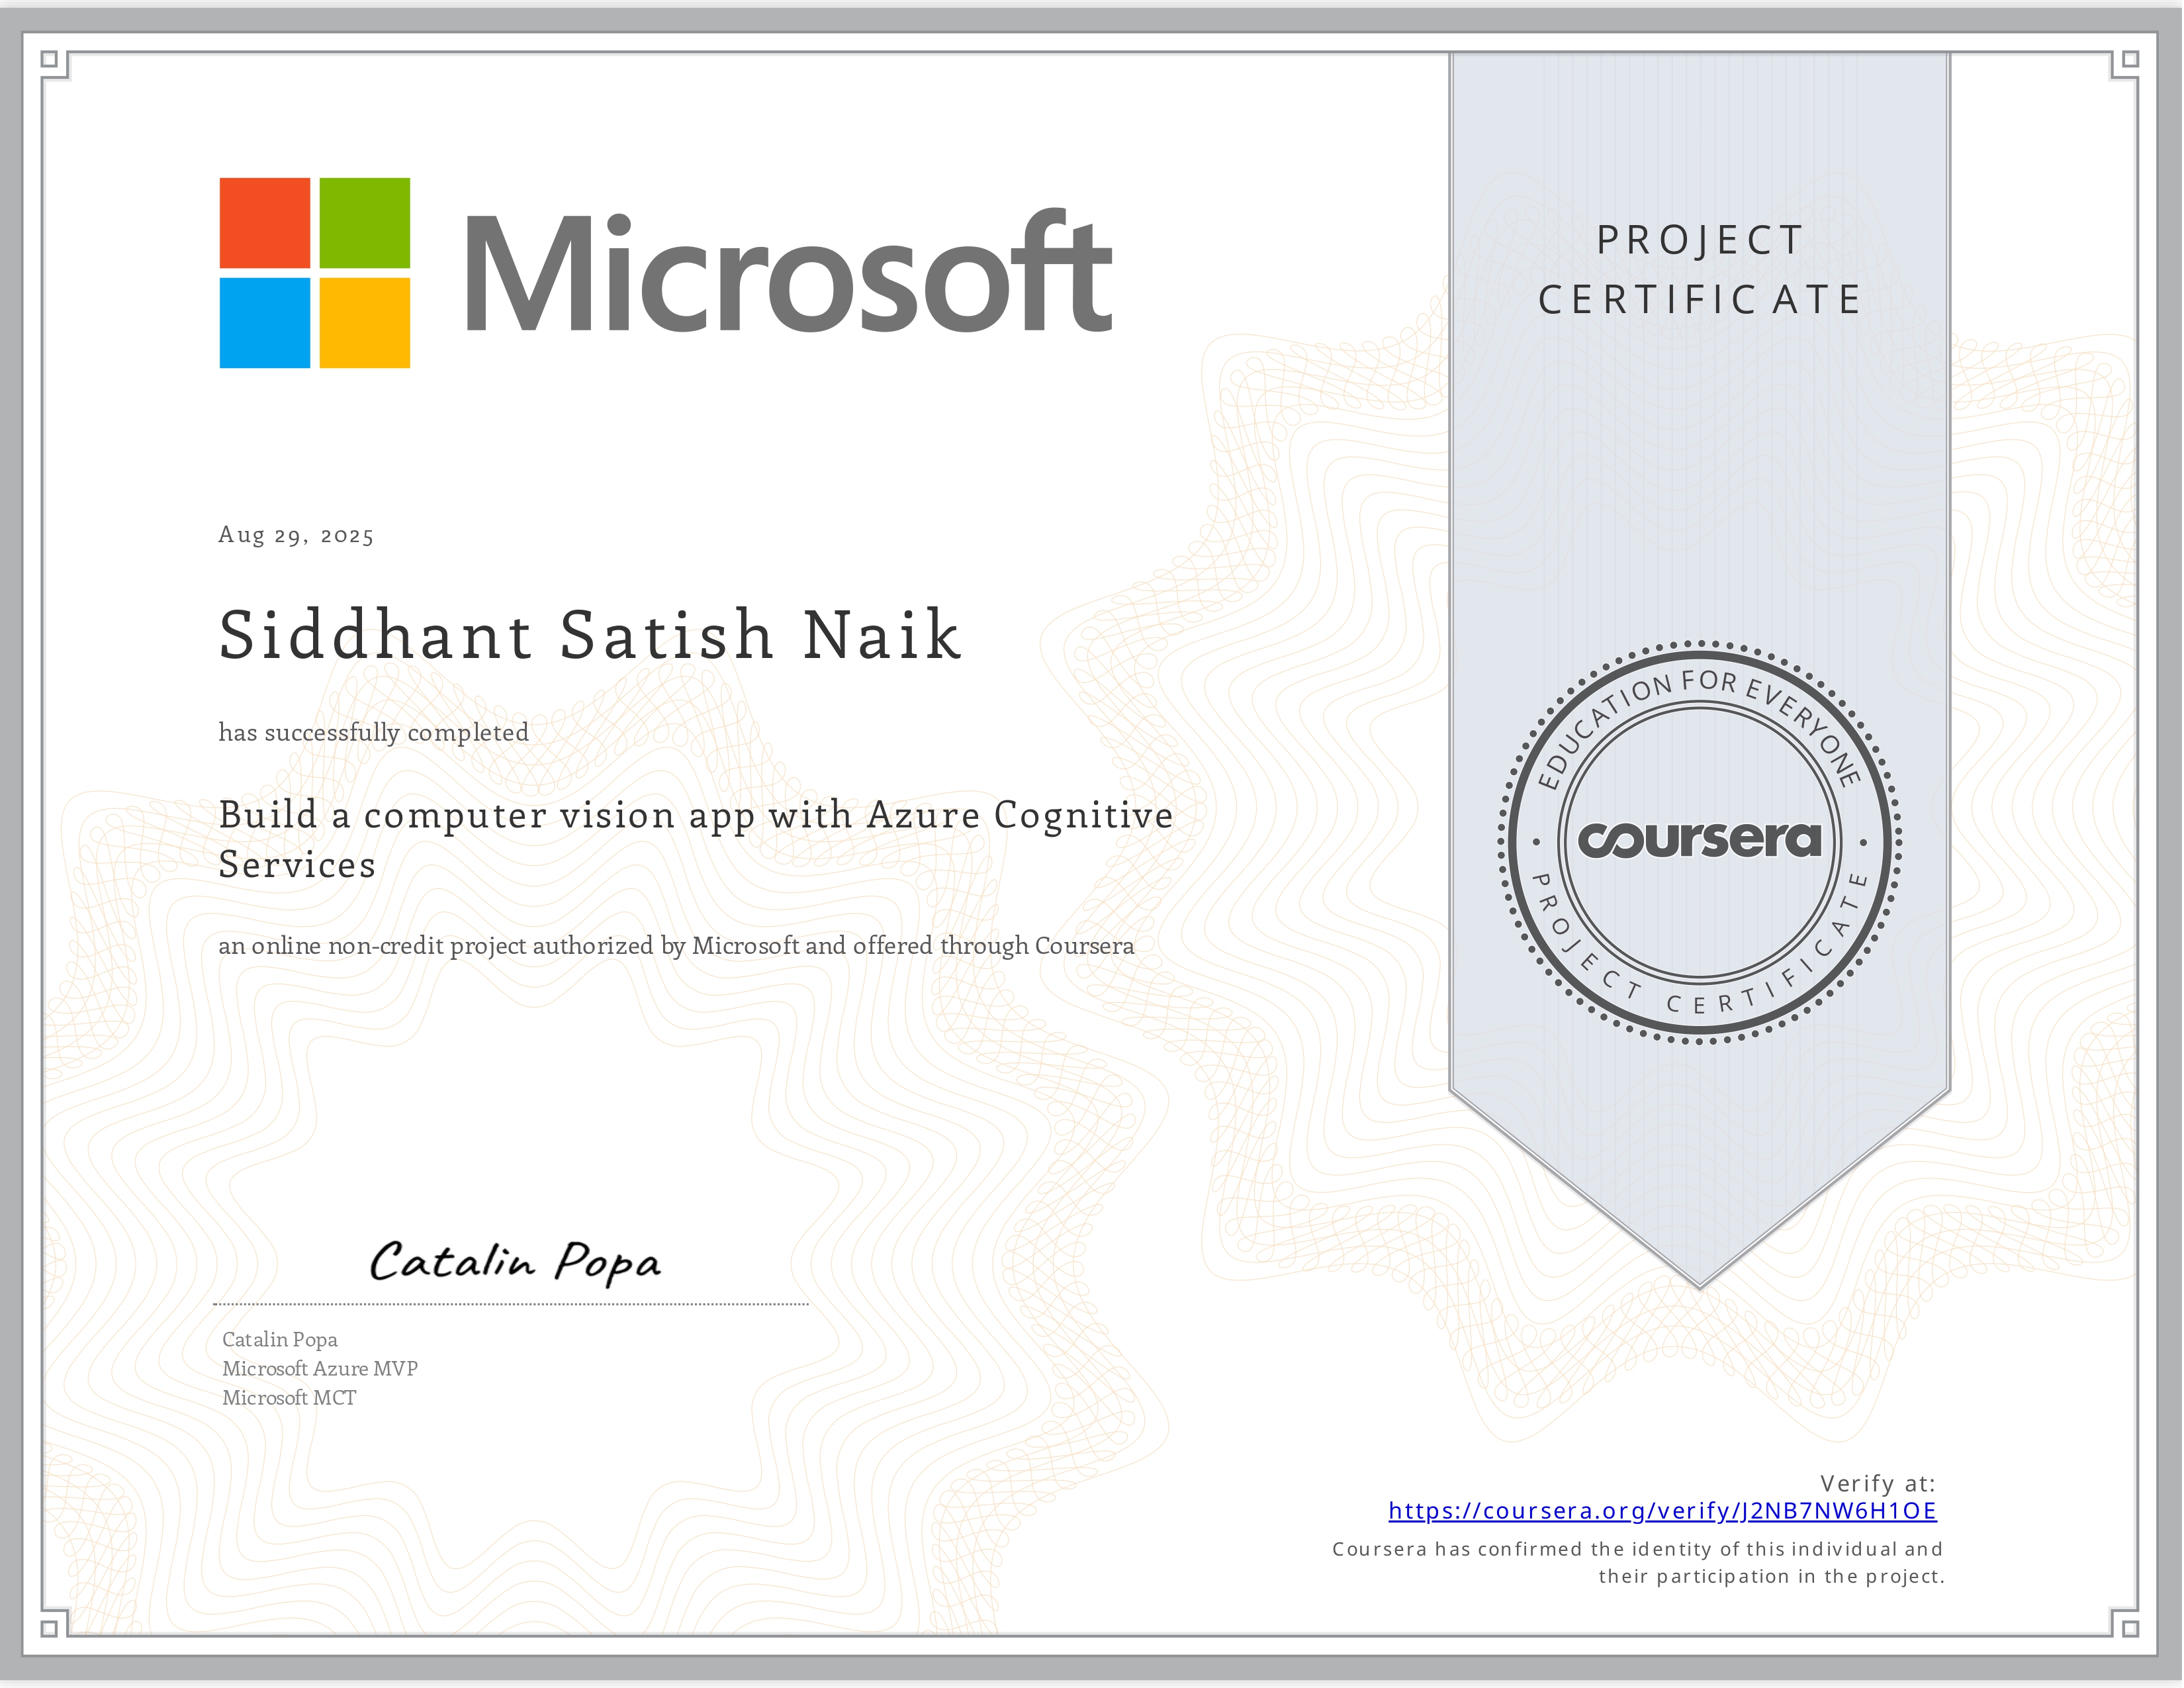 Microsoft
PROJECT
CERTIFICATE
Aug 29, 2025
Siddhant Satish Naik
has successfully completed
Build a computer vision app with Azure Cognitive
Services
an online non-credit project authorized by Microsoft and offered through Coursera
EDUCATION FOR EVERYONE
coursera
PROJECT CERTIFICATE
Catalin Popa
Catalin Popa
Microsoft Azure MVP
Microsoft MCT
Verify at:
https://coursera.org/verify/J2NB7NW6H1OE
Coursera has confirmed the identity of this individual and
their participation in the project.